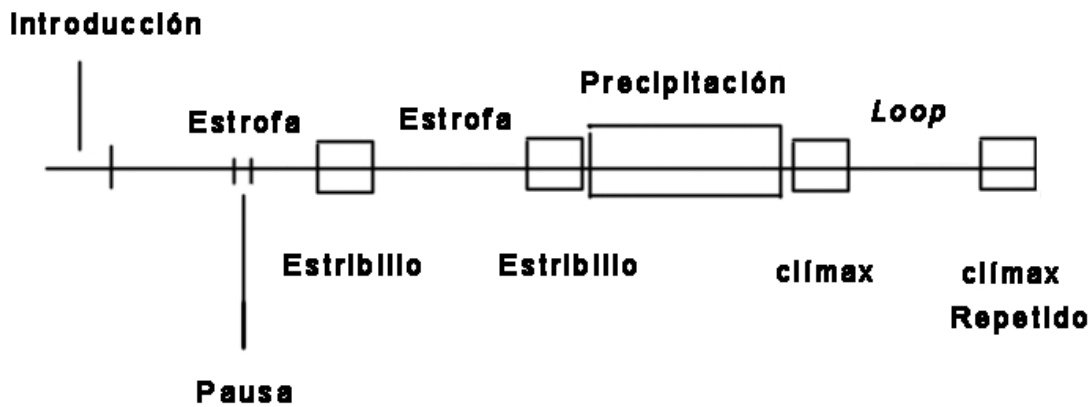 Introducción
Precipitación
Estrofa
Estrofa
Loop
Estribillo
Estribillo
clímax
clímax
Repetido
Pausa